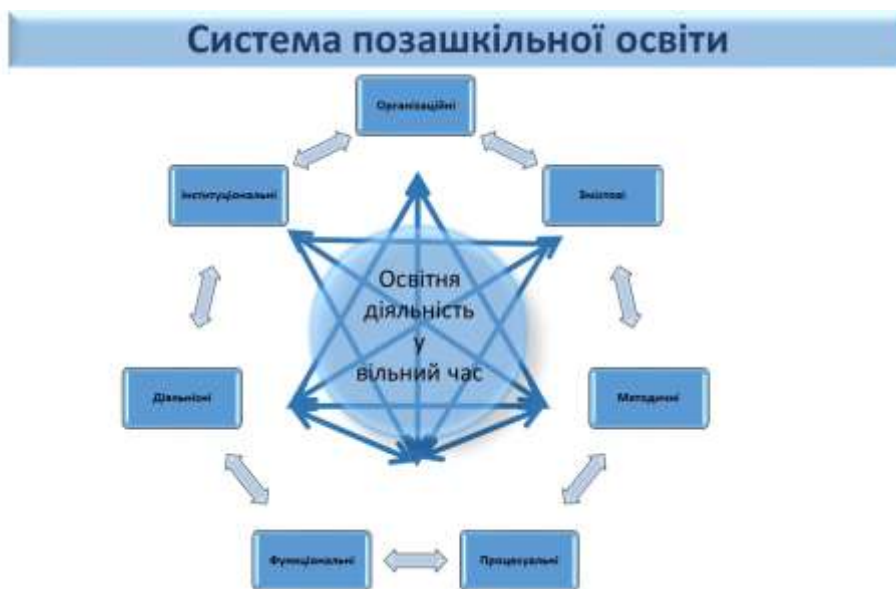 Система позашкільної освіти
Організаційні
Інституціональні
Змістові
Освітня
діяльність
у
вільний час
Діяльнісні
Методичні
Функціональні
Процесуальні